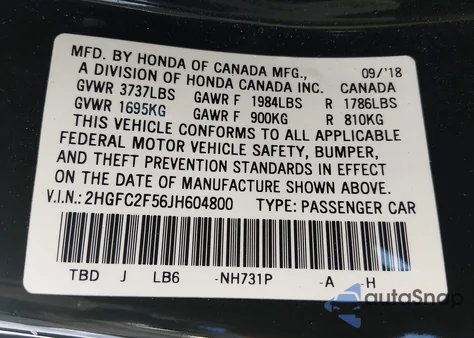 MFD. BY HONDA OF CANADA MFG., 09/'18
A DIVISION OF HONDA CANADA INC. CANADA
GVWR 3737LBS GAWR F 1984LBS R 1786LBS
GVWR 1695KG GAWR F 900KG R 810KG
THIS VEHICLE CONFORMS TO ALL APPLICABLE
FEDERAL MOTOR VEHICLE SAFETY, BUMPER,
AND THEFT PREVENTION STANDARDS IN EFFECT
ON THE DATE OF MANUFACTURE SHOWN ABOVE.
V.I.N.: 2HGFC2F56JH604800 TYPE: PASSENGER CAR
TBD J LB6 -NH731P -A -H
autoSnap